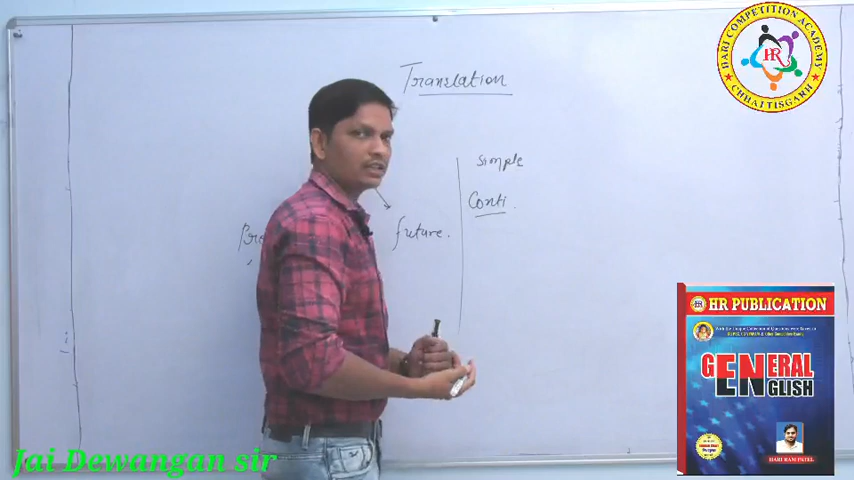 Translation
simple
Conti.
Pre
future.
HARI COMPETITION ACADEMY
HR
CHHATTISGARH
HR PUBLICATION
GENERAL
ENGLISH
HARI RAM PATEL
Jai Dewangan sir